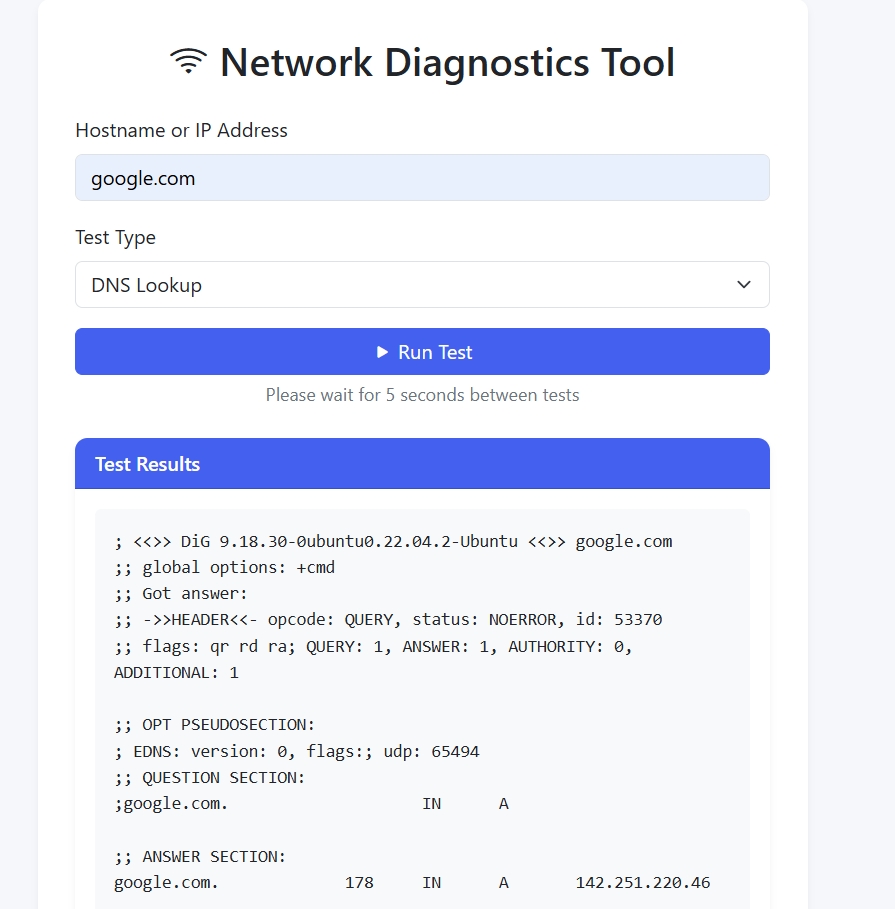 Network Diagnostics Tool
Hostname or IP Address
google.com
Test Type
DNS Lookup
Run Test
Please wait for 5 seconds between tests
Test Results
; <<>> DiG 9.18.30-0ubuntu0.22.04.2-Ubuntu <<>> google.com
;; global options: +cmd
;; Got answer:
;; ->>HEADER<<- opcode: QUERY, status: NOERROR, id: 53370
;; flags: qr rd ra; QUERY: 1, ANSWER: 1, AUTHORITY: 0,
ADDITIONAL: 1
;; OPT PSEUDOSECTION:
; EDNS: version: 0, flags:; udp: 65494
;; QUESTION SECTION:
;google.com. IN A
;; ANSWER SECTION:
google.com. 178 IN A 142.251.220.46